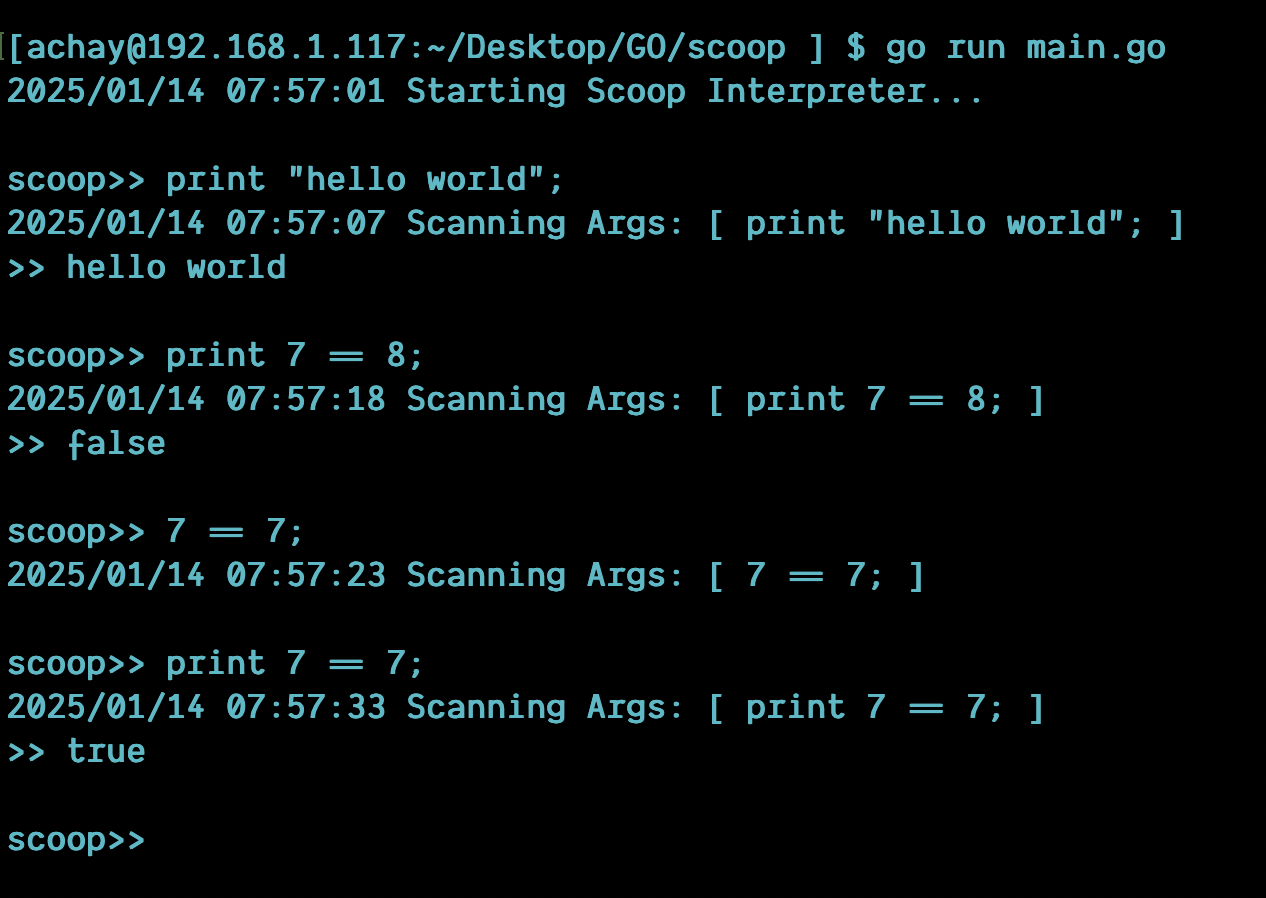 [[achay@192.168.1.117:~/Desktop/GO/scoop ] $ go run main.go
2025/01/14 07:57:01 Starting Scoop Interpreter...
scoop>> print "hello world";
2025/01/14 07:57:07 Scanning Args: [ print "hello world"; ]
>> hello world
scoop>> print 7 == 8;
2025/01/14 07:57:18 Scanning Args: [ print 7 == 8; ]
>> false
scoop>> 7 == 7;
2025/01/14 07:57:23 Scanning Args: [ 7 == 7; ]
scoop>> print 7 == 7;
2025/01/14 07:57:33 Scanning Args: [ print 7 == 7; ]
>> true
scoop>>